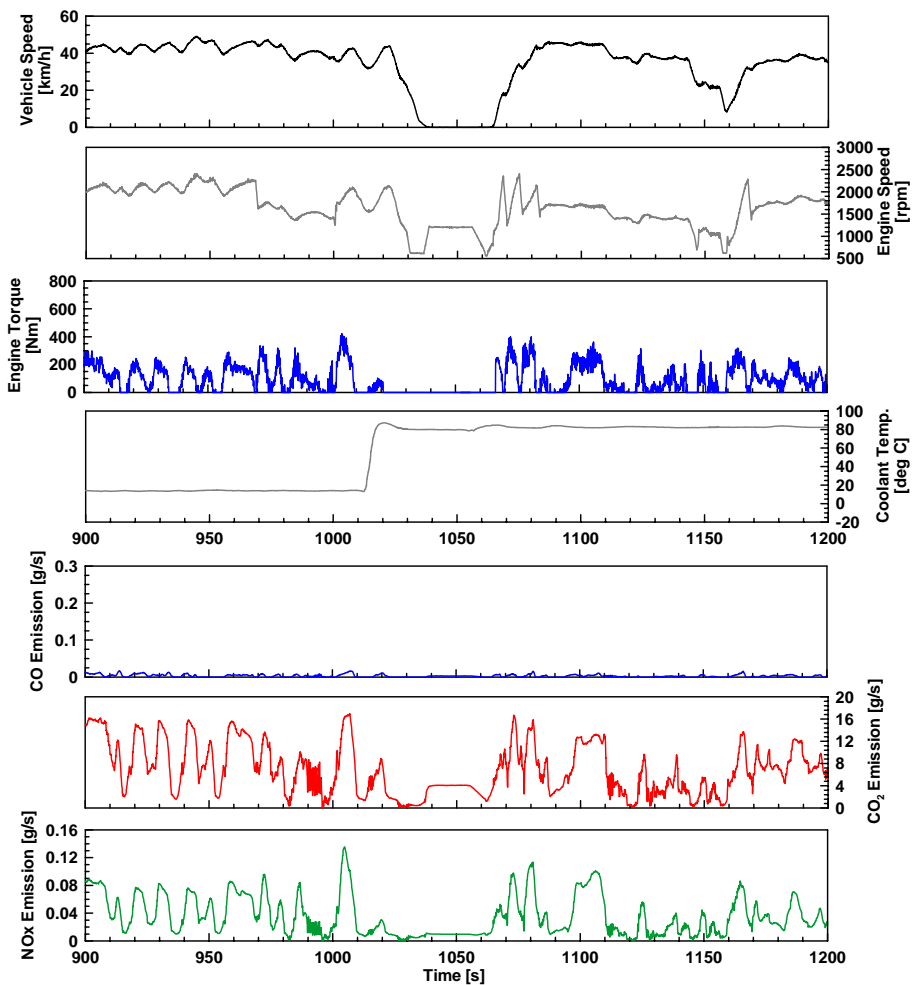 60
40
20
0
Vehicle Speed
[km/h]
3000
2500
2000
1500
1000
500
Engine Speed
[rpm]
800
600
400
200
0
Engine Torque
[Nm]
100
80
60
40
20
0
-20
Coolant Temp.
[deg C]
900 950 1000 1050 1100 1150 1200
0.3
0.2
0.1
0
CO Emission [g/s]
20
16
12
8
4
0
CO₂ Emission [g/s]
0.16
0.12
0.08
0.04
0
NOx Emission [g/s]
900 950 1000 1050 1100 1150 1200
Time [s]